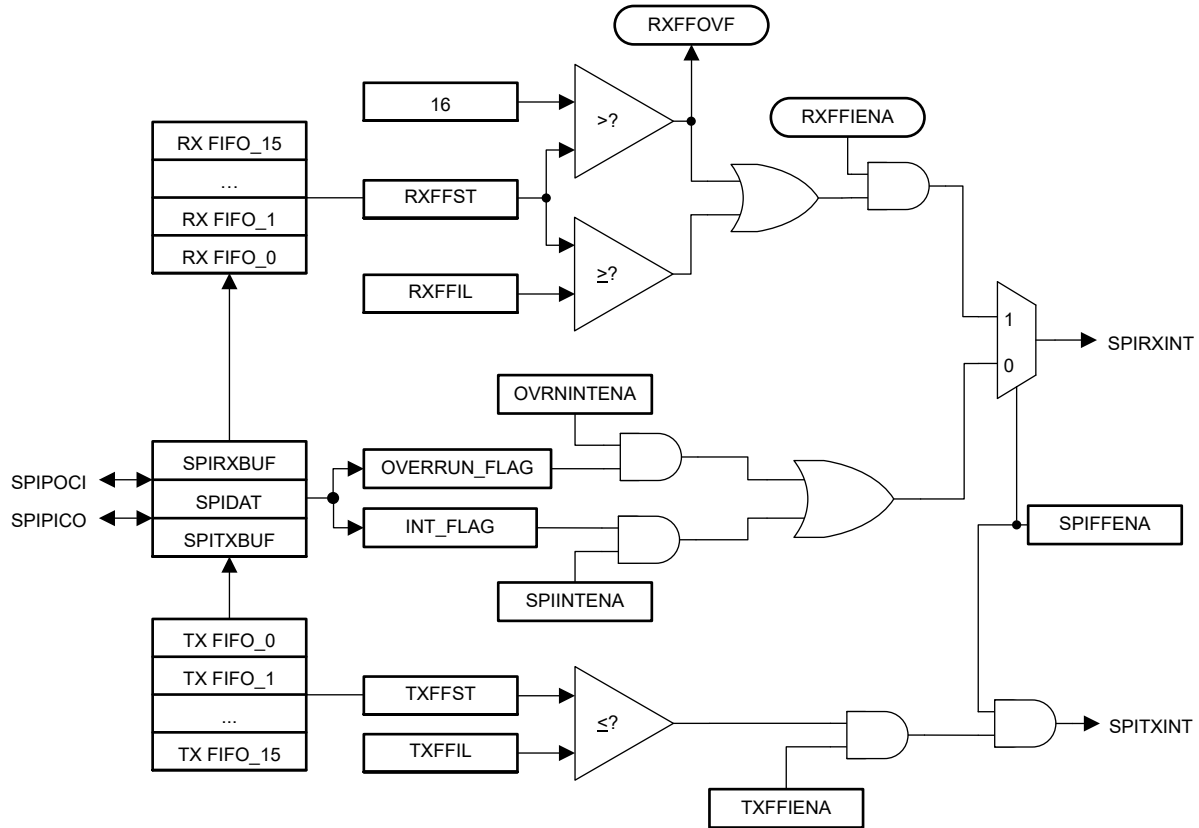 RXFFOVF
16
>?
RXFFIENA
RX FIFO_15
...
RX FIFO_1
RX FIFO_0
RXFFST
RXFFIL
≥?
1
0
SPIRXINT
OVRNINTENA
SPIPOCI
SPIPICO
SPIRXBUF
SPIDAT
SPITXBUF
OVERRUN_FLAG
INT_FLAG
SPIINTENA
SPIFFENA
TX FIFO_0
TX FIFO_1
...
TX FIFO_15
TXFFST
TXFFIL
≤?
SPITXINT
TXFFIENA